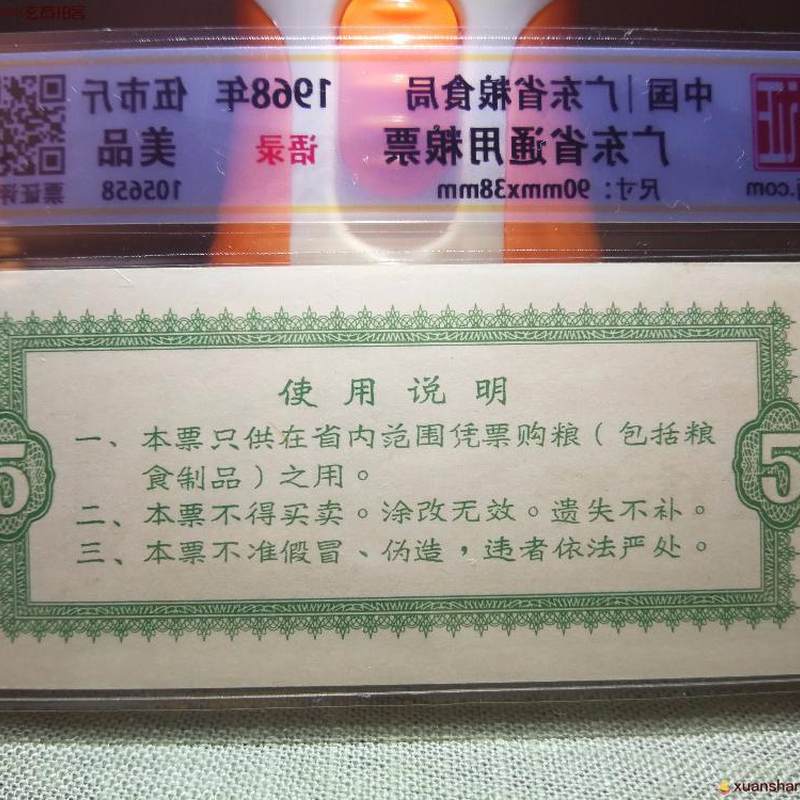 中国|广东省粮食局 1968年 伍市斤
广东省通用粮票 语录 美品
尺寸：90mmx38mm 105658 票证评
j.com
使用说明
一、本票只供在省内范围凭票购粮（包括粮
食制品）之用。
二、本票不得买卖。涂改无效。遗失不补。
三、本票不准假冒、伪造，违者依法严处。
5 5
xuanshan